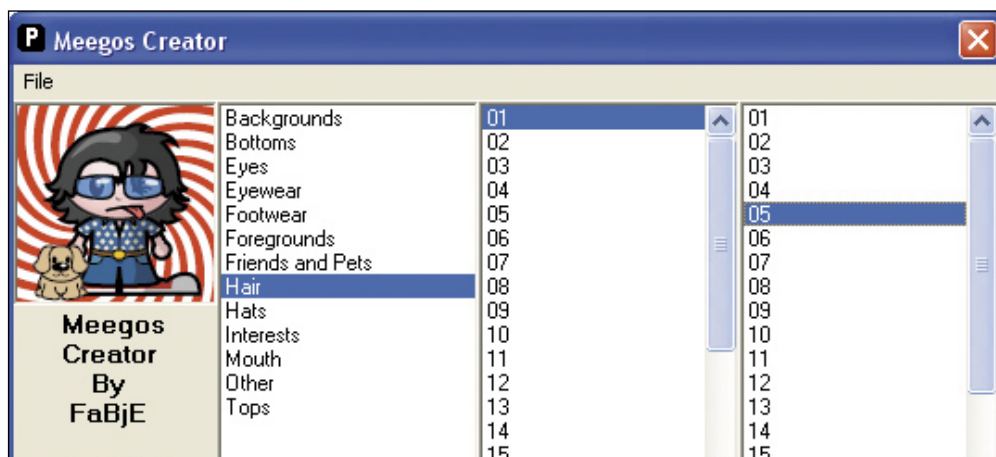 P Meegos Creator
File
Meegos
Creator
By
FaBjE
Backgrounds
Bottoms
Eyes
Eyewear
Footwear
Foregrounds
Friends and Pets
Hair
Hats
Interests
Mouth
Other
Tops
01
02
03
04
05
06
07
08
09
10
11
12
13
14
15
01
02
03
04
05
06
07
08
09
10
11
12
13
14
15